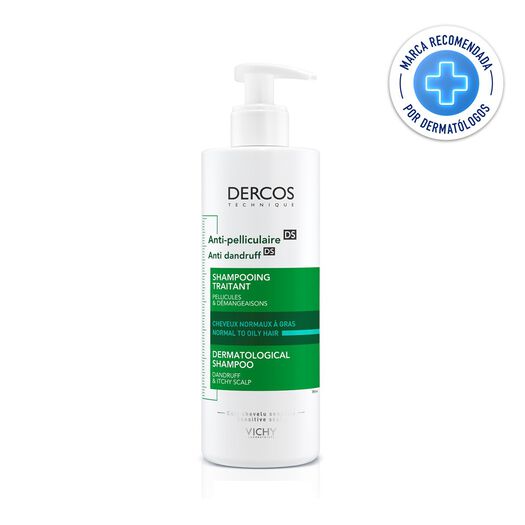 MARCA RECOMENDADA
POR DERMATÓLOGOS
DERCOS
TECHNIQUE
Anti-pelliculaire DS
Anti dandruff DS
SHAMPOOING
TRAITANT
PELLICULES
& DÉMANGEAISONS
CHEVEUX NORMAUX À GRAS
NORMAL TO OILY HAIR
DERMATOLOGICAL
SHAMPOO
DANDRUFF
& ITCHY SCALP
VICHY
LABORATOIRES